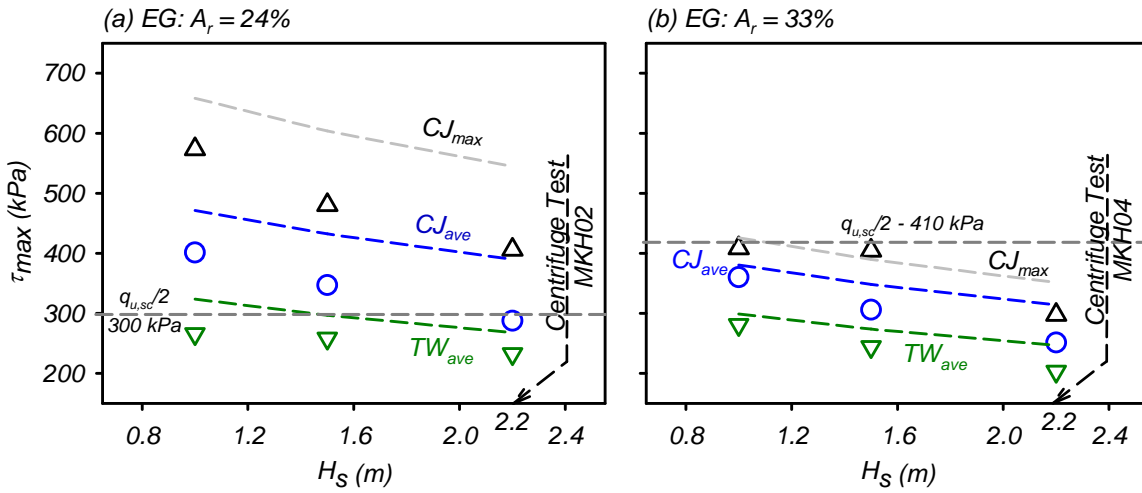 (a) EG: Ar = 24%
(b) EG: Ar = 33%
τmax (kPa)
700
600
500
400
300
200
CJmax
CJave
qu,sc/2
300 kPa
TWave
Centrifuge Test
MKH02
2.2
0.8
1.2
1.6
2.0
2.4
HS (m)
qu,sc/2 - 410 kPa
CJave
CJmax
TWave
Centrifuge Test
MKH04
2.2
0.8
1.2
1.6
2.0
2.4
HS (m)